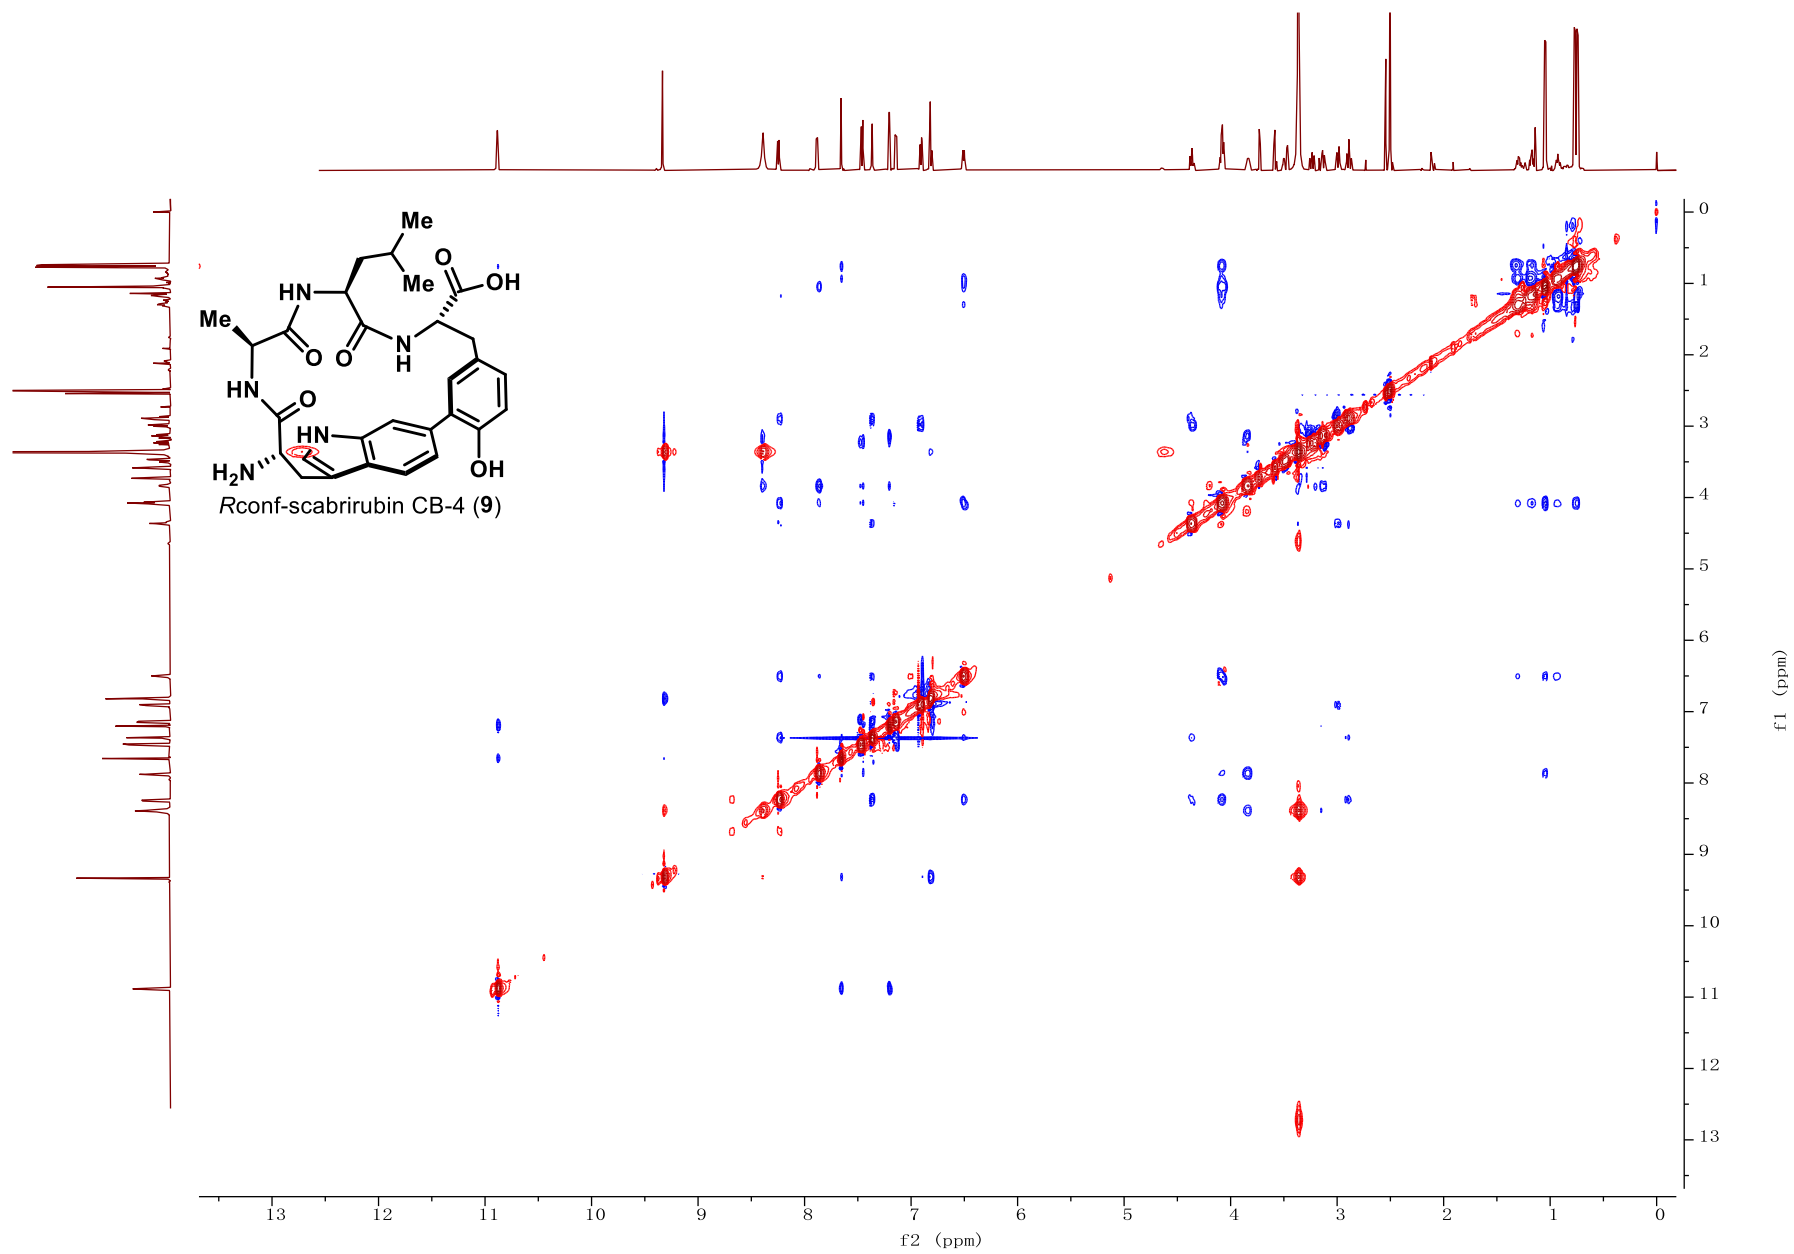 Me
Me
OH
O
HN
Me
O
O
N
H
HN
O
HN
H₂N
OH
Rconf-scabrirubin CB-4 (9)
0
1
2
3
4
5
6
7
8
9
10
11
12
13
f1 (ppm)
13 12 11 10 9 8 7 6 5 4 3 2 1 0
f2 (ppm)